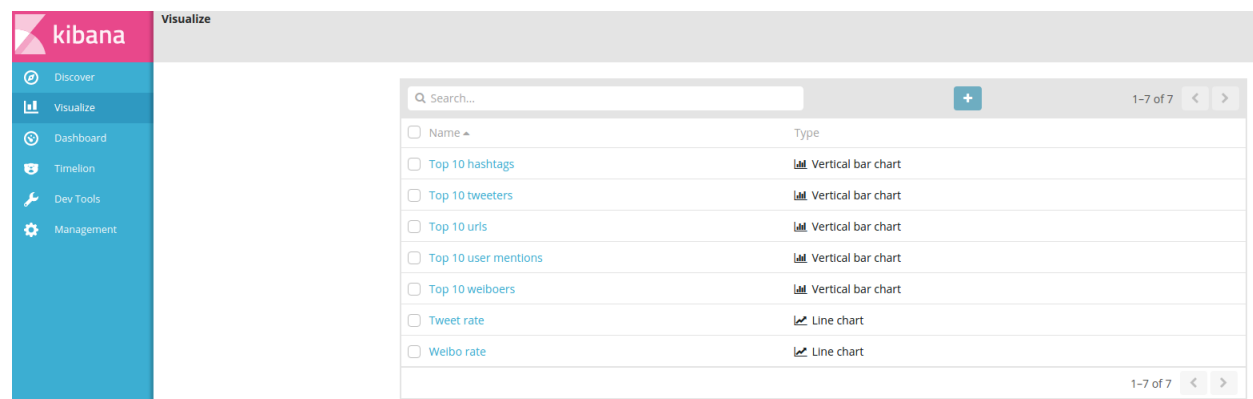 kibana
Visualize
Discover
Visualize
Dashboard
Timelion
Dev Tools
Management
Search...
+
1–7 of 7 < >
Name Type
Top 10 hashtags Vertical bar chart
Top 10 tweeters Vertical bar chart
Top 10 urls Vertical bar chart
Top 10 user mentions Vertical bar chart
Top 10 weiboers Vertical bar chart
Tweet rate Line chart
Weibo rate Line chart
1–7 of 7 < >